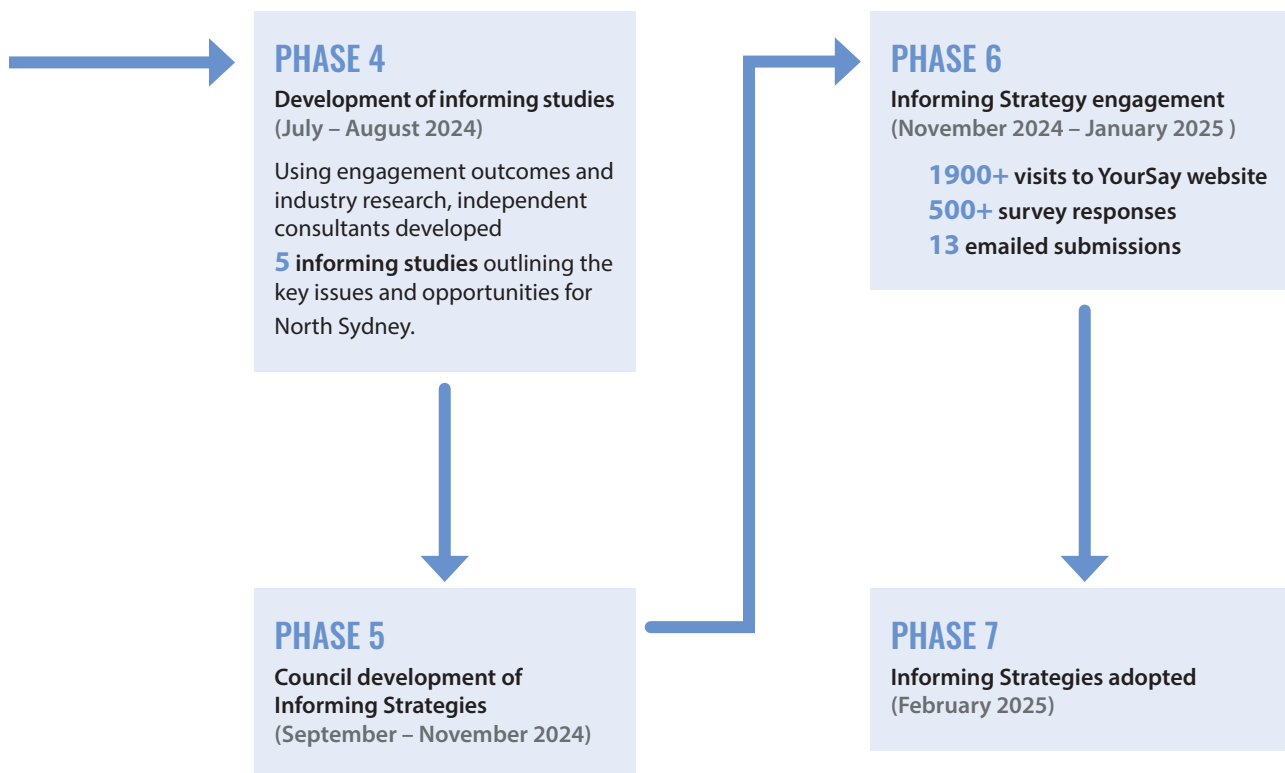 PHASE 4
Development of informing studies
(July – August 2024)
Using engagement outcomes and
industry research, independent
consultants developed
5 informing studies outlining the
key issues and opportunities for
North Sydney.
PHASE 5
Council development of
Informing Strategies
(September – November 2024)
PHASE 6
Informing Strategy engagement
(November 2024 – January 2025 )
1900+ visits to YourSay website
500+ survey responses
13 emailed submissions
PHASE 7
Informing Strategies adopted
(February 2025)